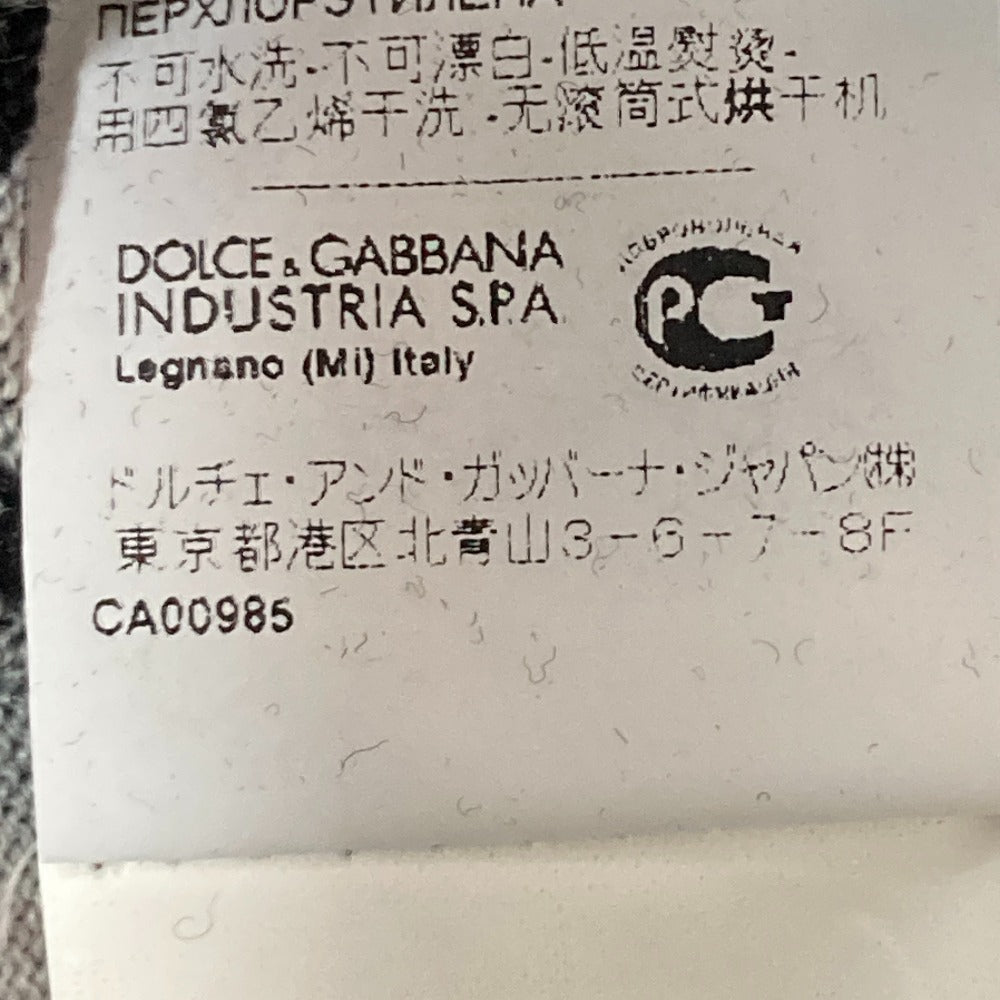 ПЕРХЛОРЭТИЛЕНА
不可水洗.不可漂白.低温熨烫.
用四氯乙烯干洗.无滚筒式烘干机
DOLCE & GABBANA
INDUSTRIA S.P.A.
Legnano (Mi) Italy
ドルチェ・アンド・ガッバーナ・ジャパン㈱
東京都港区北青山3-6-7-8F
CA00985